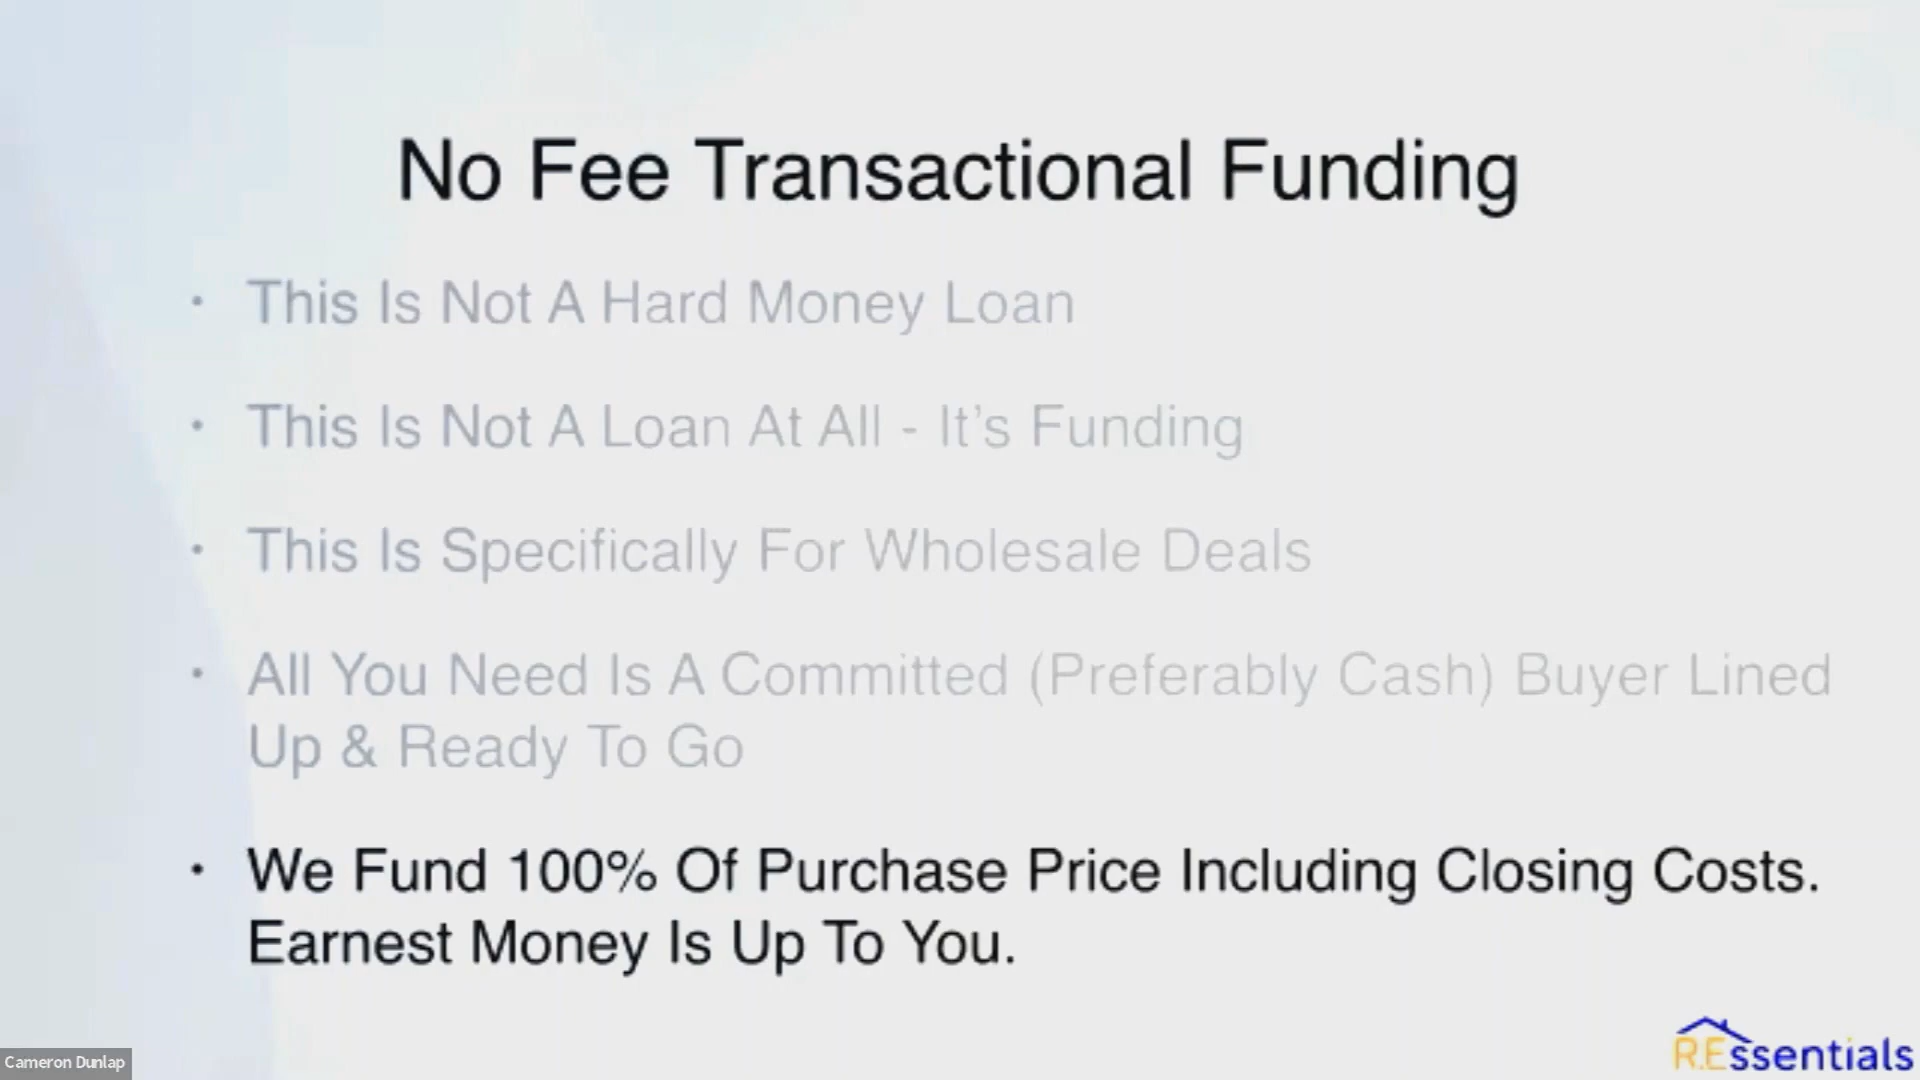 No Fee Transactional Funding
• This Is Not A Hard Money Loan
• This Is Not A Loan At All - It's Funding
• This Is Specifically For Wholesale Deals
• All You Need Is A Committed (Preferably Cash) Buyer Lined
Up & Ready To Go
• We Fund 100% Of Purchase Price Including Closing Costs.
Earnest Money Is Up To You.
Cameron Dunlap
R.Essentials